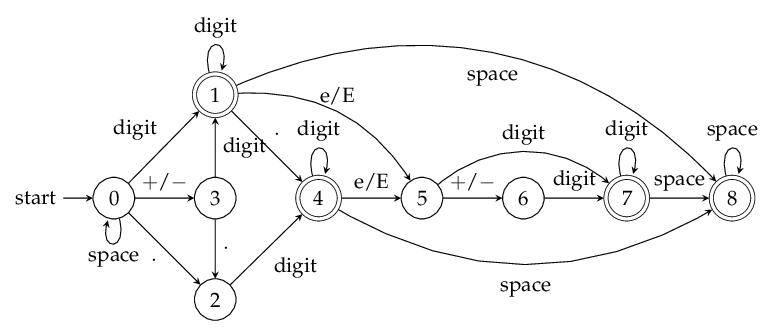 digit
1
space
e/E
digit
.
digit
digit
digit
digit
space
start
0
+/−
3
4
e/E
5
+/−
6
digit
7
space
8
space
.
.
digit
2
space